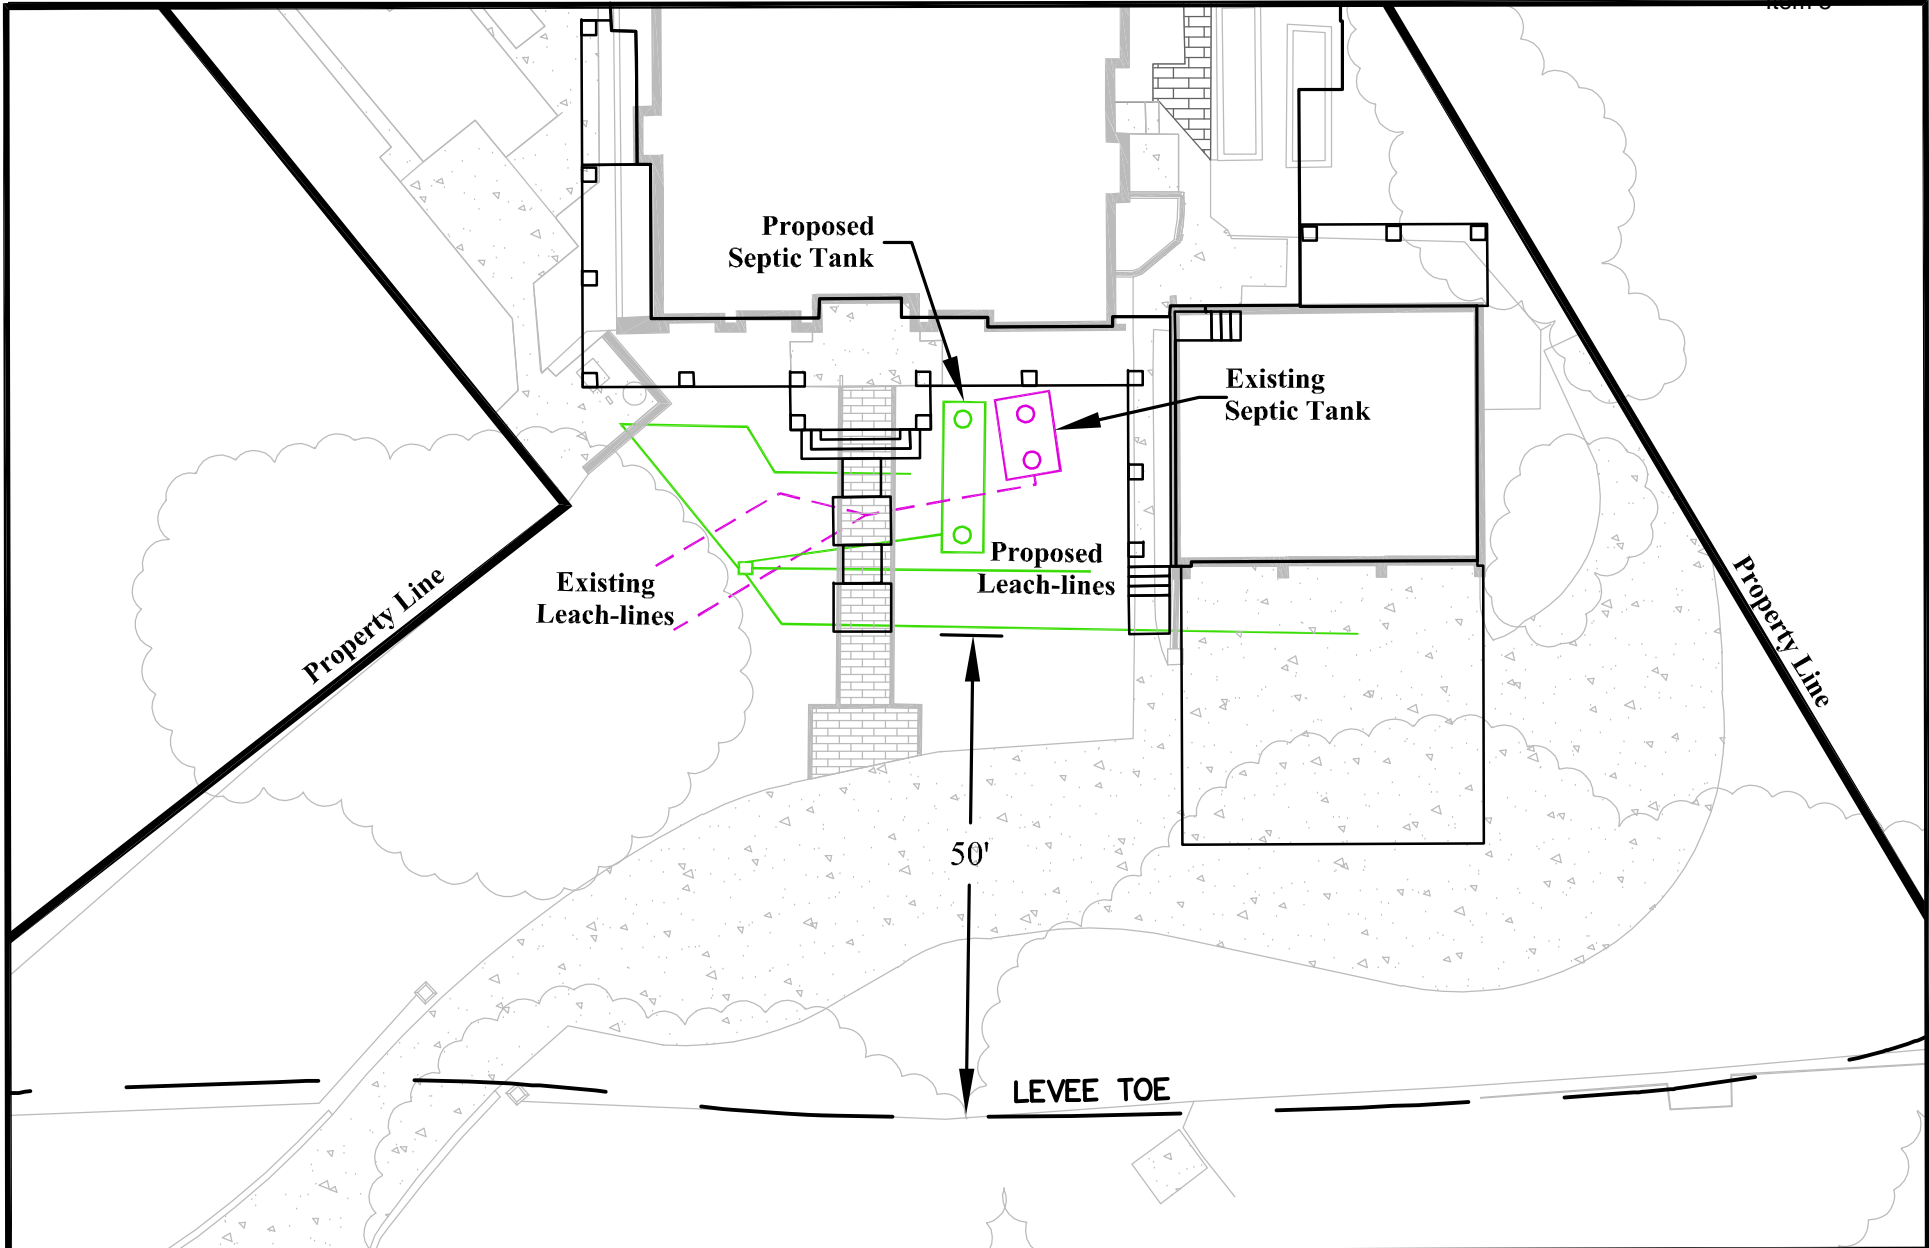 Proposed
Septic Tank
Existing
Septic Tank
Proposed
Leach-lines
Existing
Leach-lines
Property Line
Property Line
50'
LEVEE TOE